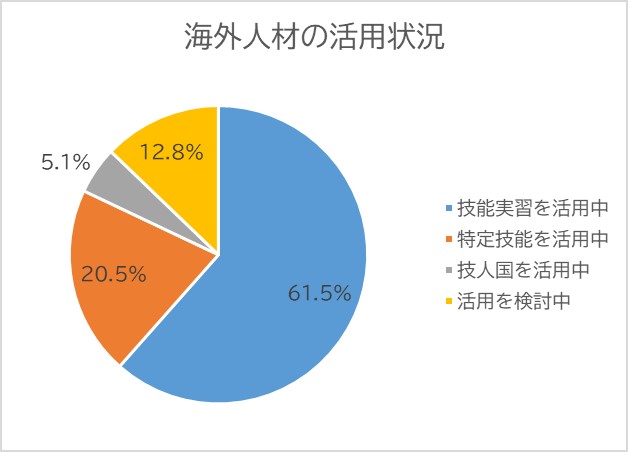 海外人材の活用状況
12.8%
5.1%
20.5%
61.5%
技能実習を活用中
特定技能を活用中
技人国を活用中
活用を検討中